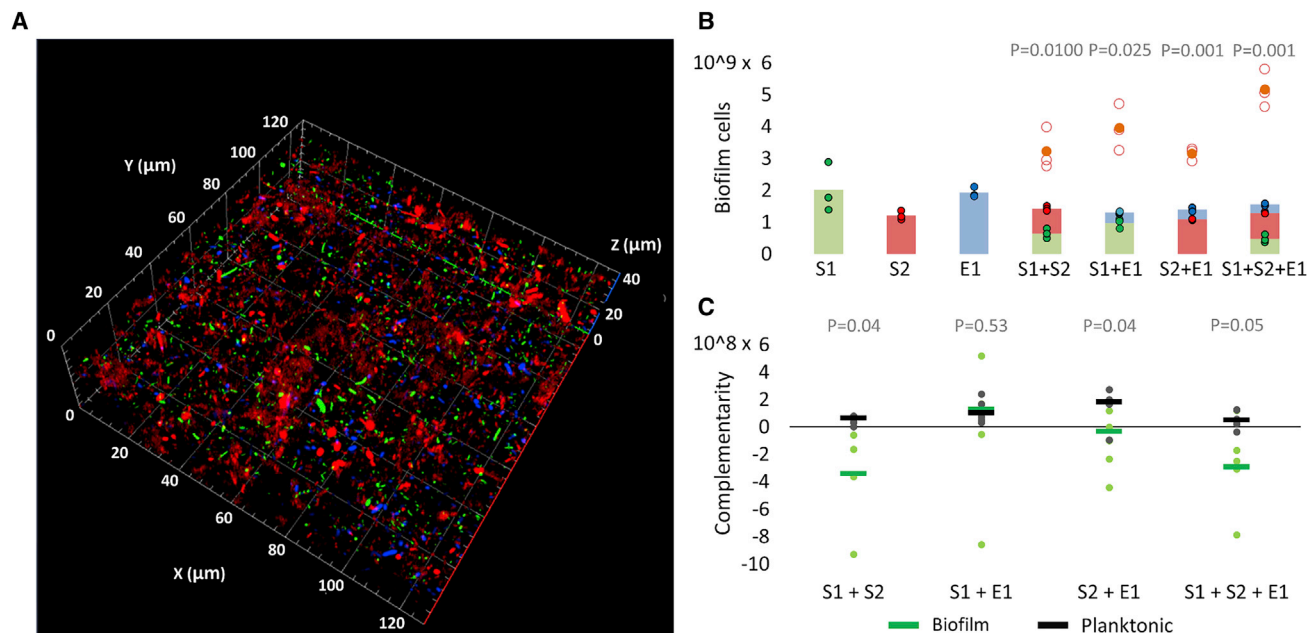 A
B
C
120
100
Y (µm)
80
60
40
20
0
0
Z (µm)
40
20
0
20
40
60
80
100
120
X (µm)
P=0.0100 P=0.025 P=0.001 P=0.001
10^9 x 6
5
4
3
2
1
0
Biofilm cells
S1 S2 E1 S1+S2 S1+E1 S2+E1 S1+S2+E1
P=0.04 P=0.53 P=0.04 P=0.05
10^8 x 6
4
2
0
-2
-4
-6
-8
-10
Complementarity
S1 + S2 S1 + E1 S2 + E1 S1 + S2 + E1
Biofilm Planktonic